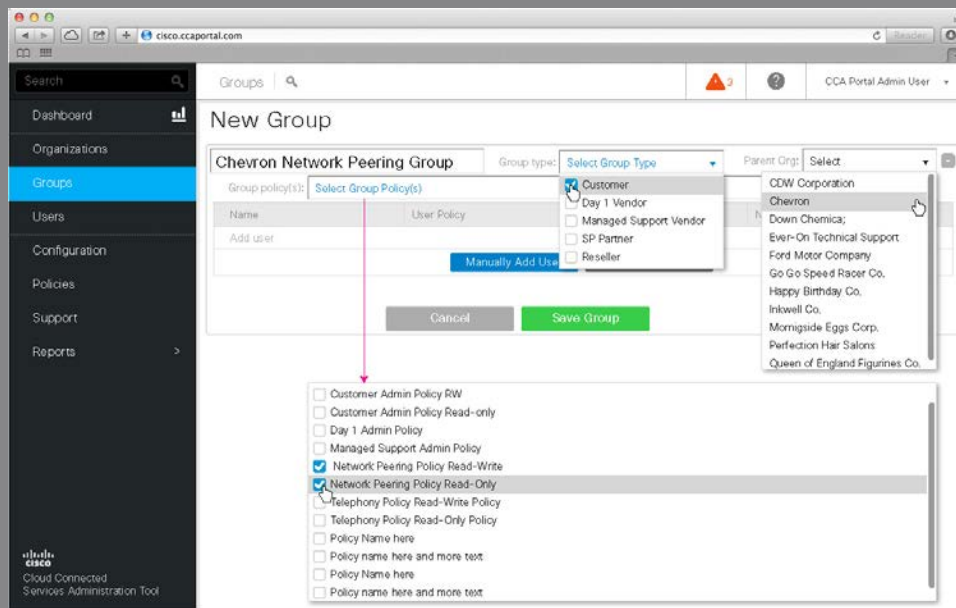 cisco.ccaportal.com
Reader
Search
Groups
3
CCA Portal Admin User
Dashboard
Organizations
Groups
Users
Configuration
Policies
Support
Reports >
New Group
Chevron Network Peering Group
Group type:
Select Group Type
Parent Org:
Select
Group policy(s):
Select Group Policy(s)
Name
User Policy
N
Add user
Manually Add Use
Cancel
Save Group
Customer
Day 1 Vendor
Managed Support Vendor
SP Partner
Reseller
CDW Corporation
Chevron
Down Chemica;
Ever-On Technical Support
Ford Motor Company
Go Go Speed Racer Co.
Happy Birthday Co.
Inkwell Co.
Mornigside Eggs Corp.
Perfection Hair Salons
Queen of England Figurines Co.
Customer Admin Policy RW
Customer Admin Policy Read-only
Day 1 Admin Policy
Managed Support Admin Policy
Network Peering Policy Read-Write
Network Peering Policy Read-Only
Telephony Policy Read-Write Policy
Telephony Policy Read-Only Policy
Policy Name here
Policy name here and more text
Policy Name here
Policy name here and more text
CISCO
Cloud Connected
Services Administration Tool